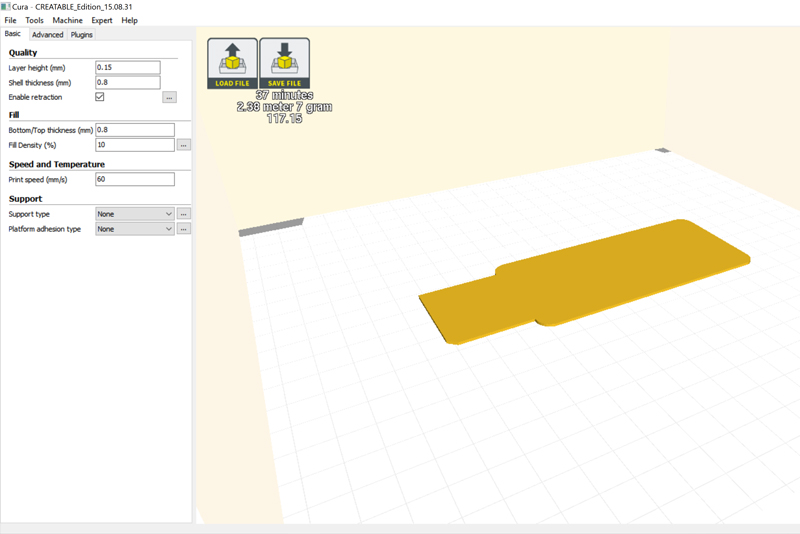 Cura - CREATABLE_Edition_15.08.31
File Tools Machine Expert Help
Basic Advanced Plugins
Quality
Layer height (mm) 0.15
Shell thickness (mm) 0.8
Enable retraction ...
Fill
Bottom/Top thickness (mm) 0.8
Fill Density (%) 10 ...
Speed and Temperature
Print speed (mm/s) 60
Support
Support type None ...
Platform adhesion type None ...
LOAD FILE SAVE FILE
37 minutes
2.38 meter 7 gram
117.15